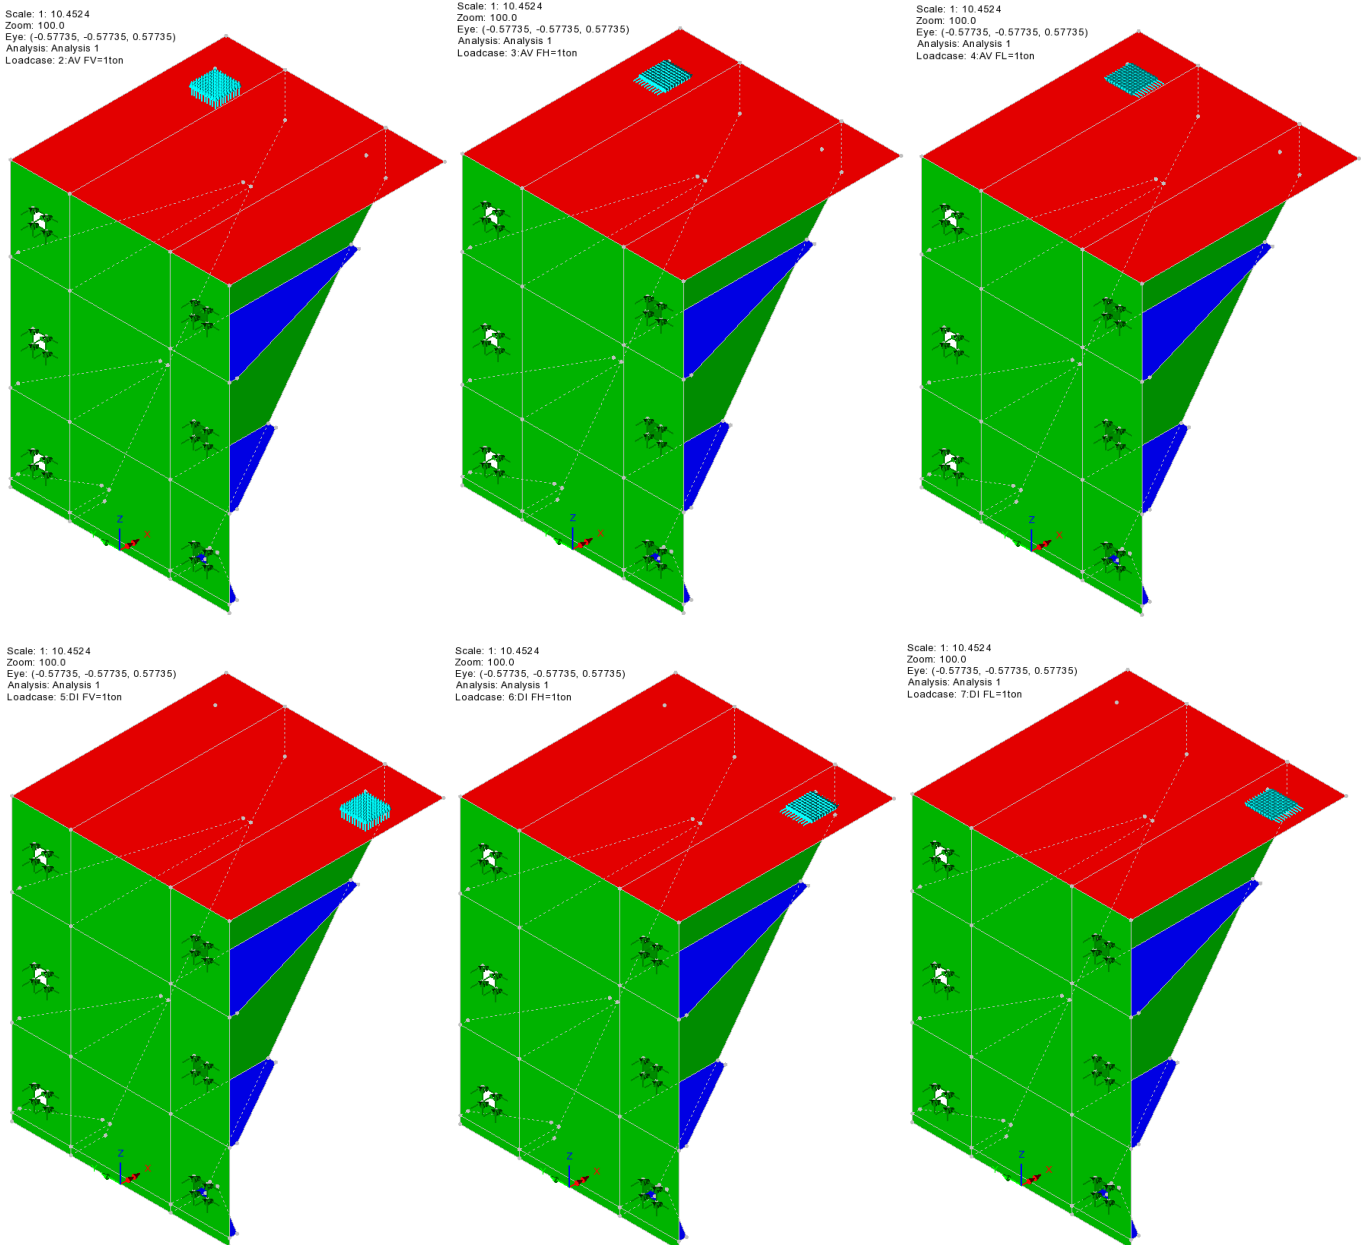 Scale: 1: 10.4524
Zoom: 100.0
Eye: (-0.57735, -0.57735, 0.57735)
Analysis: Analysis 1
Loadcase: 2:AV FV=1ton
Z
X
Scale: 1: 10.4524
Zoom: 100.0
Eye: (-0.57735, -0.57735, 0.57735)
Analysis: Analysis 1
Loadcase: 3:AV FH=1ton
Z
X
Scale: 1: 10.4524
Zoom: 100.0
Eye: (-0.57735, -0.57735, 0.57735)
Analysis: Analysis 1
Loadcase: 4:AV FL=1ton
Z
X
Scale: 1: 10.4524
Zoom: 100.0
Eye: (-0.57735, -0.57735, 0.57735)
Analysis: Analysis 1
Loadcase: 5:DI FV=1ton
Z
X
Scale: 1: 10.4524
Zoom: 100.0
Eye: (-0.57735, -0.57735, 0.57735)
Analysis: Analysis 1
Loadcase: 6:DI FH=1ton
Z
X
Scale: 1: 10.4524
Zoom: 100.0
Eye: (-0.57735, -0.57735, 0.57735)
Analysis: Analysis 1
Loadcase: 7:DI FL=1ton
Z
X